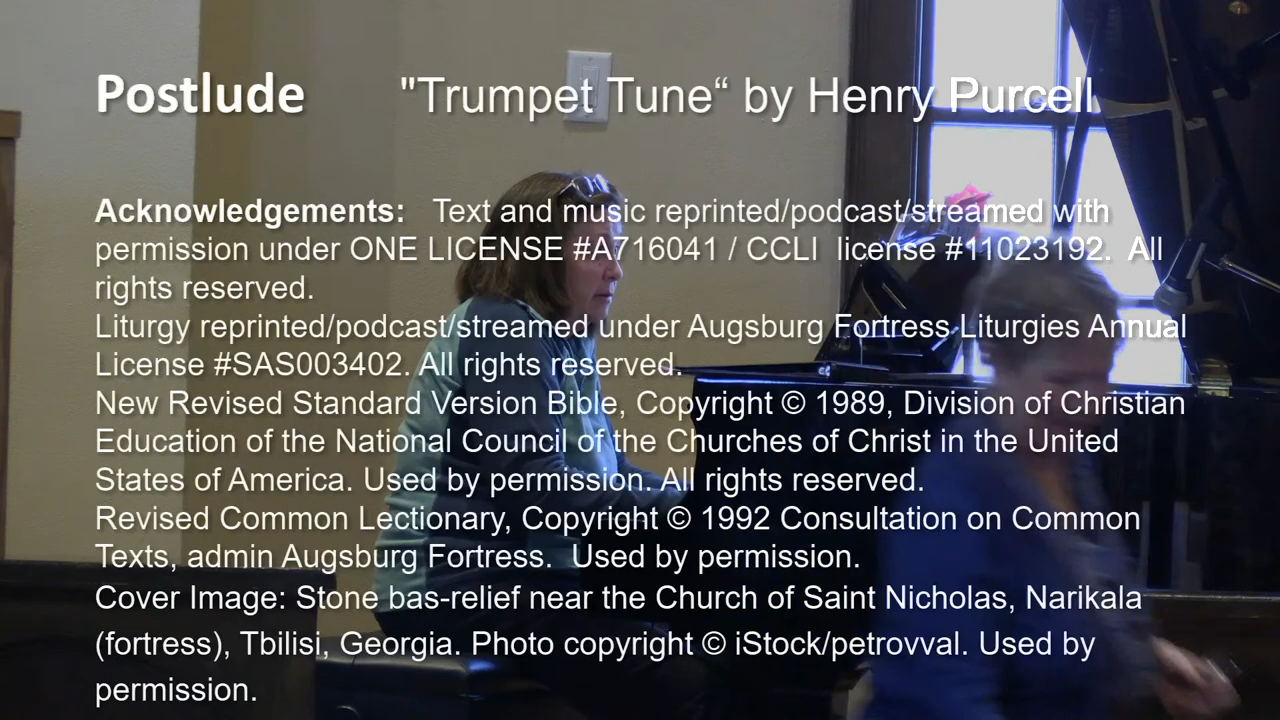 Postlude "Trumpet Tune“ by Henry Purcell
Acknowledgements: Text and music reprinted/podcast/streamed with
permission under ONE LICENSE #A716041 / CCLI license #11023192. All
rights reserved.
Liturgy reprinted/podcast/streamed under Augsburg Fortress Liturgies Annual
License #SAS003402. All rights reserved.
New Revised Standard Version Bible, Copyright © 1989, Division of Christian
Education of the National Council of the Churches of Christ in the United
States of America. Used by permission. All rights reserved.
Revised Common Lectionary, Copyright © 1992 Consultation on Common
Texts, admin Augsburg Fortress. Used by permission.
Cover Image: Stone bas-relief near the Church of Saint Nicholas, Narikala
(fortress), Tbilisi, Georgia. Photo copyright © iStock/petrovval. Used by
permission.